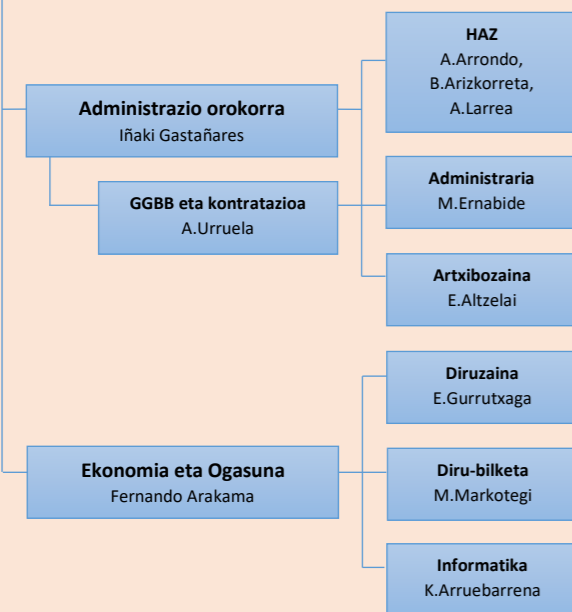 HAZ
A.Arrondo,
B.Arizkorreta,
A.Larrea
Administrazio orokorra
Iñaki Gastañares
Administraria
M.Ernabide
GGBB eta kontratazioa
A.Urruela
Artxibozaina
E.Altzelai
Diruzaina
E.Gurrutxaga
Ekonomia eta Ogasuna
Fernando Arakama
Diru-bilketa
M.Markotegi
Informatika
K.Arruebarrena